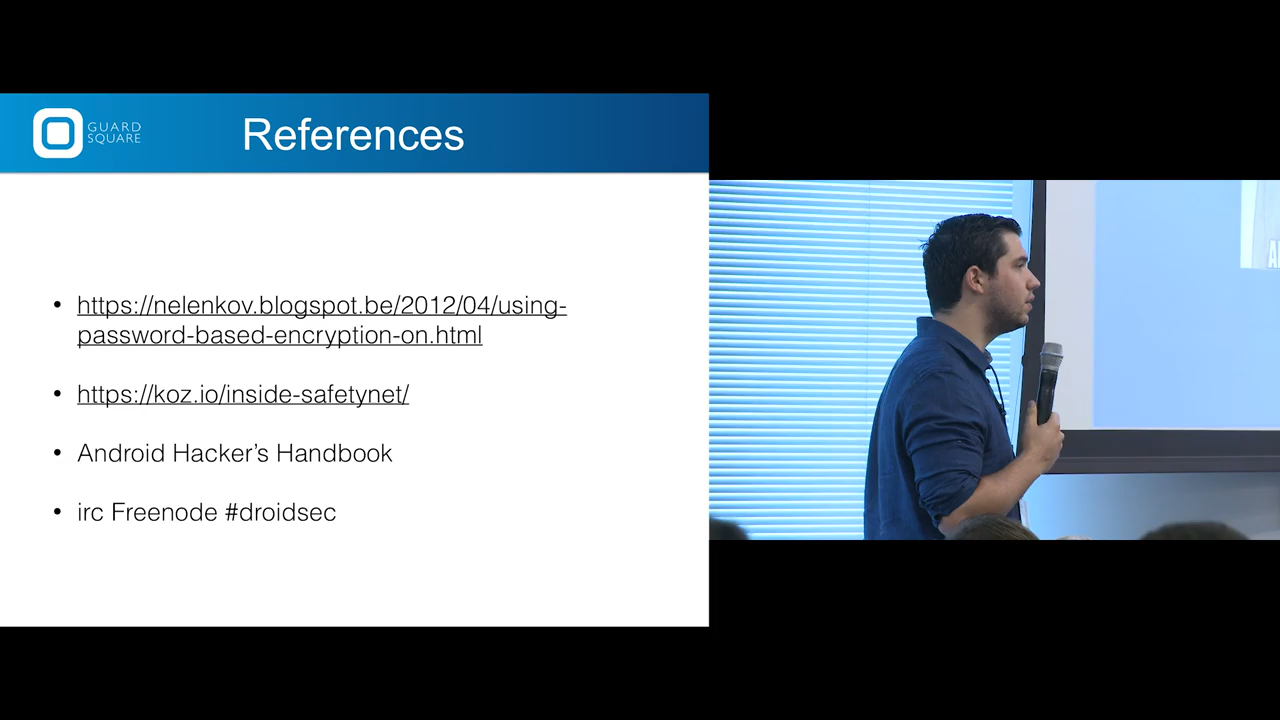 GUARD
SQUARE
References
• https://nelenkov.blogspot.be/2012/04/using-
password-based-encryption-on.html
• https://koz.io/inside-safetynet/
• Android Hacker’s Handbook
• irc Freenode #droidsec